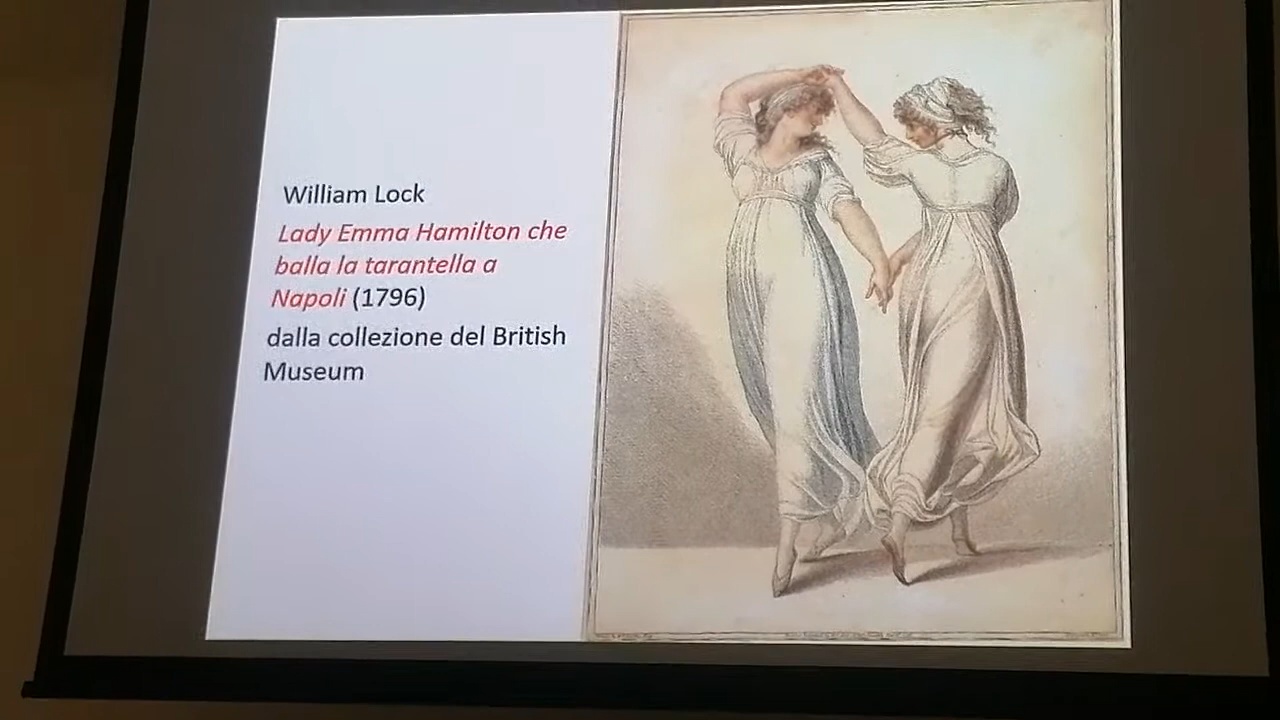 William Lock
Lady Emma Hamilton che
balla la tarantella a
Napoli (1796)
dalla collezione del British
Museum